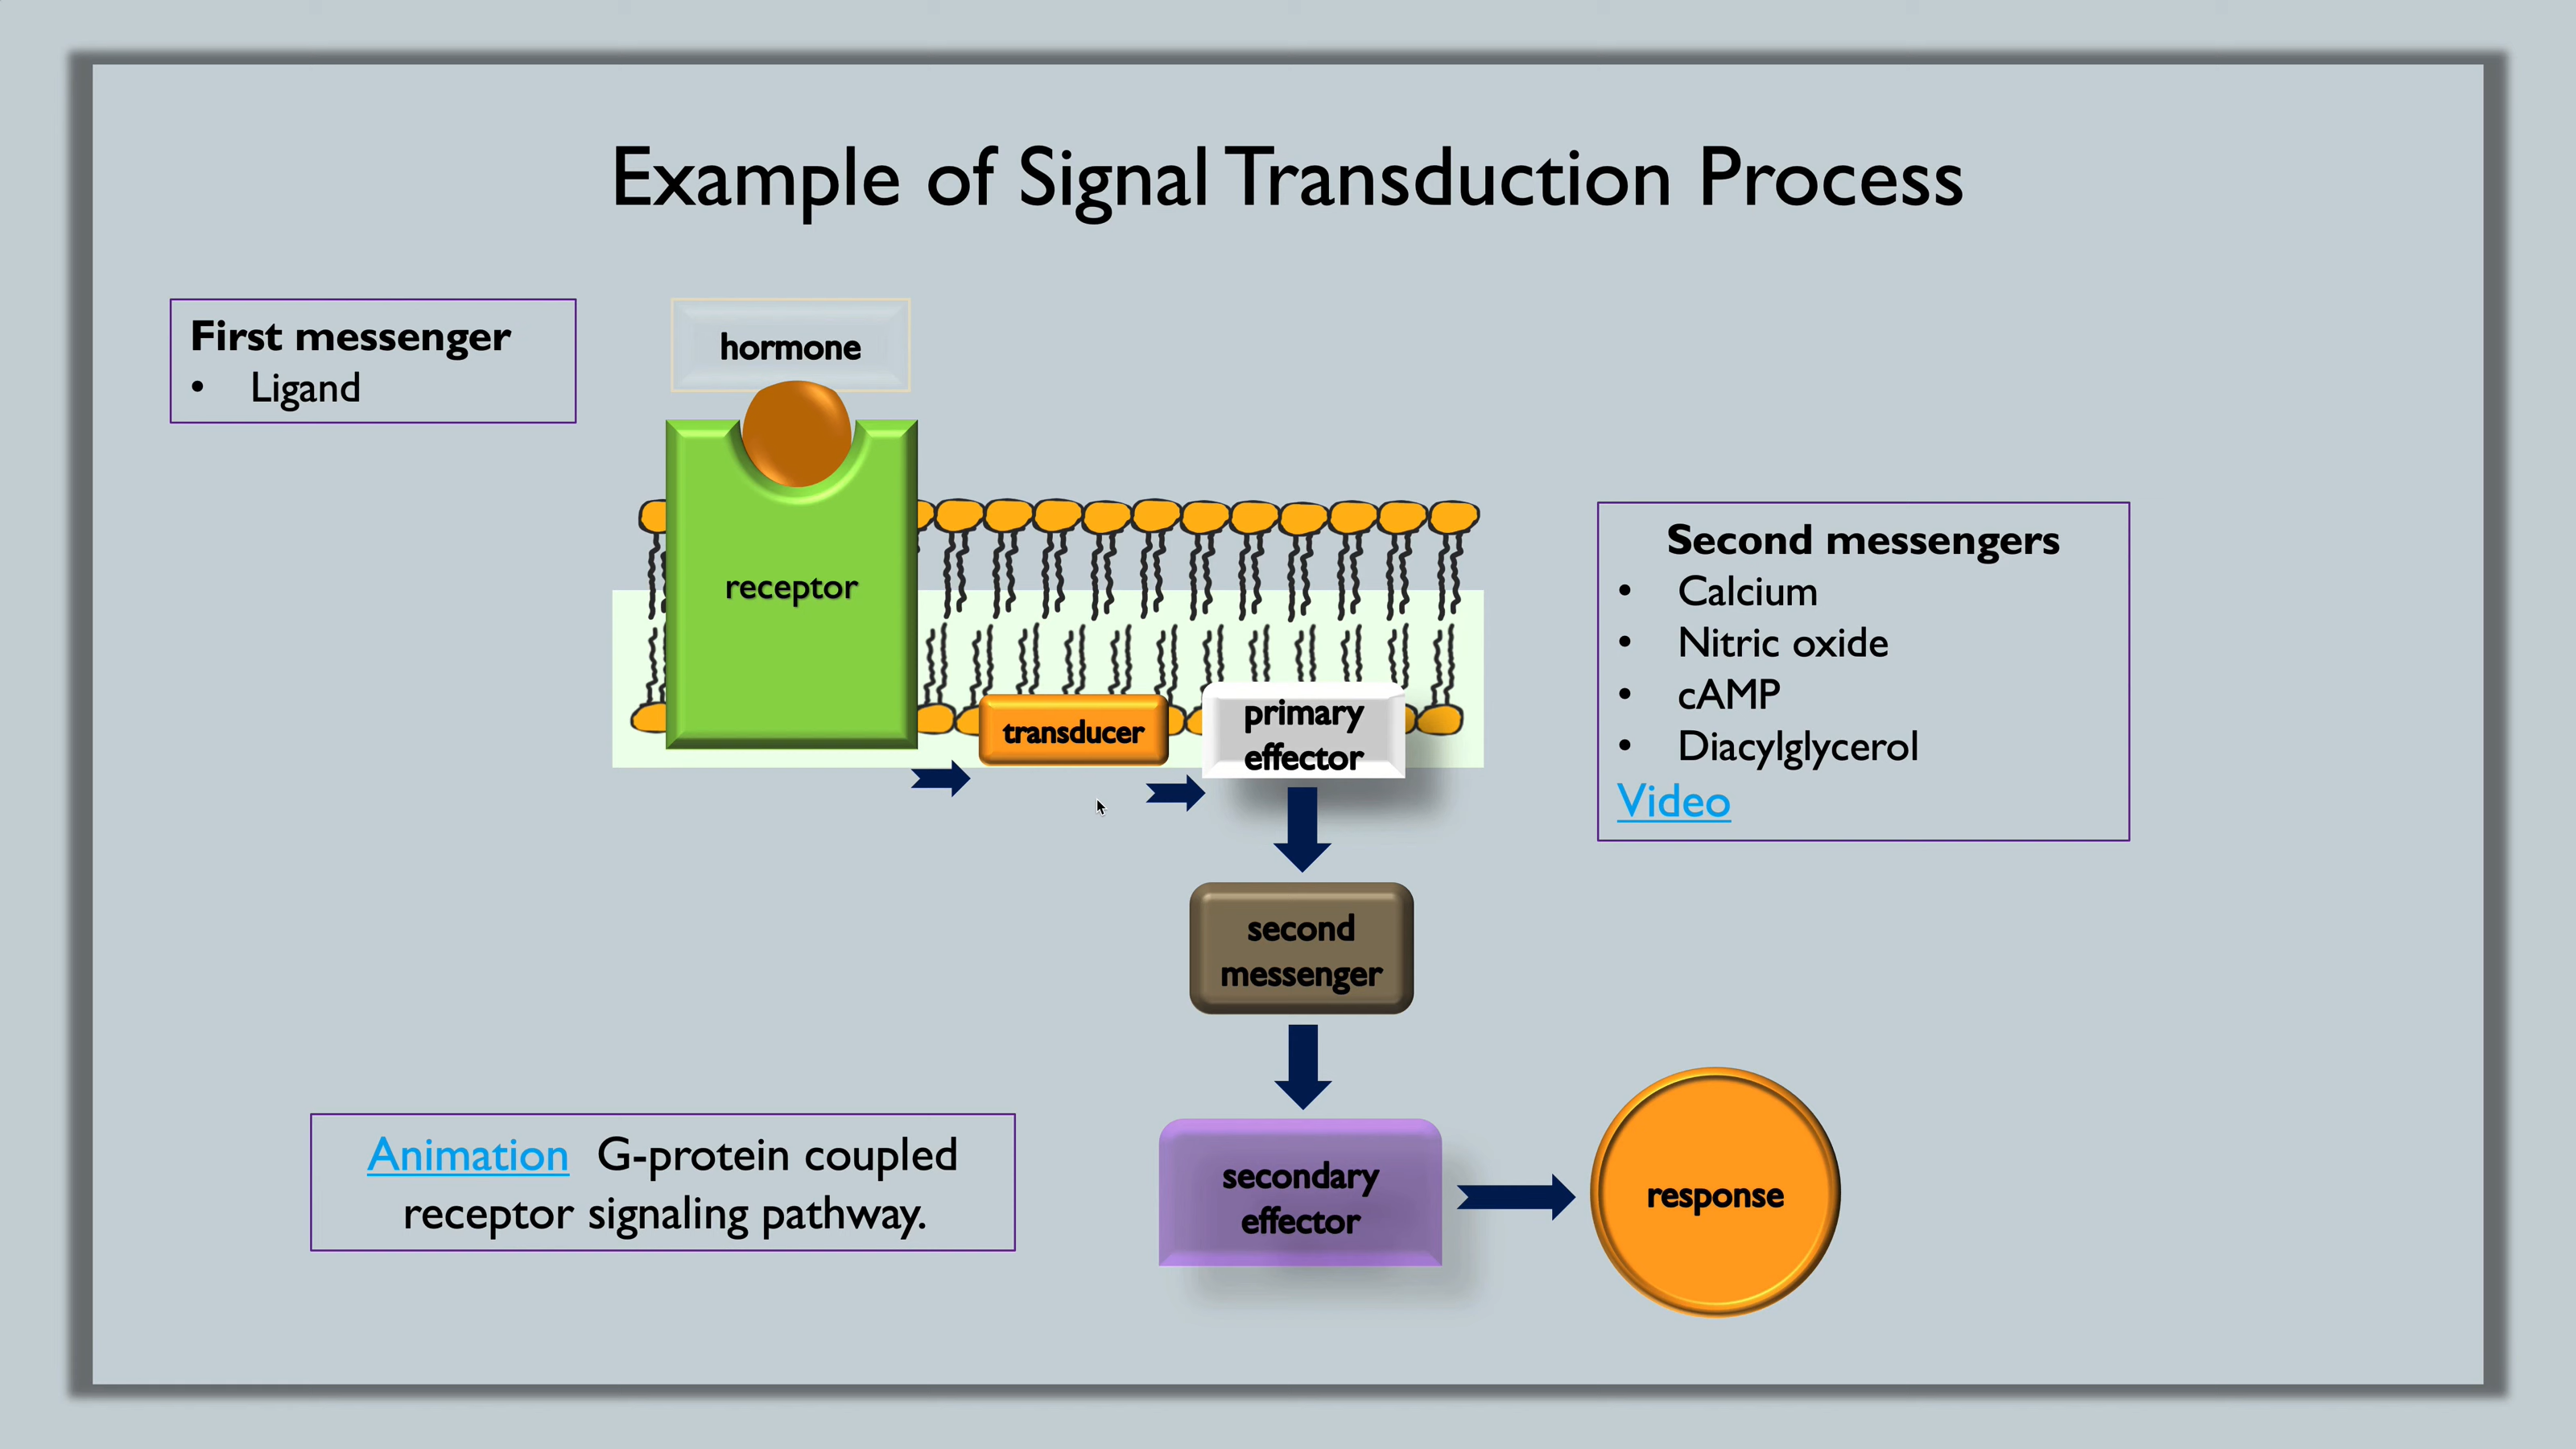 Example of Signal Transduction Process
First messenger
• Ligand
hormone
receptor
transducer
primary
effector
Second messengers
• Calcium
• Nitric oxide
• cAMP
• Diacylglycerol
Video
second
messenger
Animation G-protein coupled
receptor signaling pathway.
secondary
effector
response